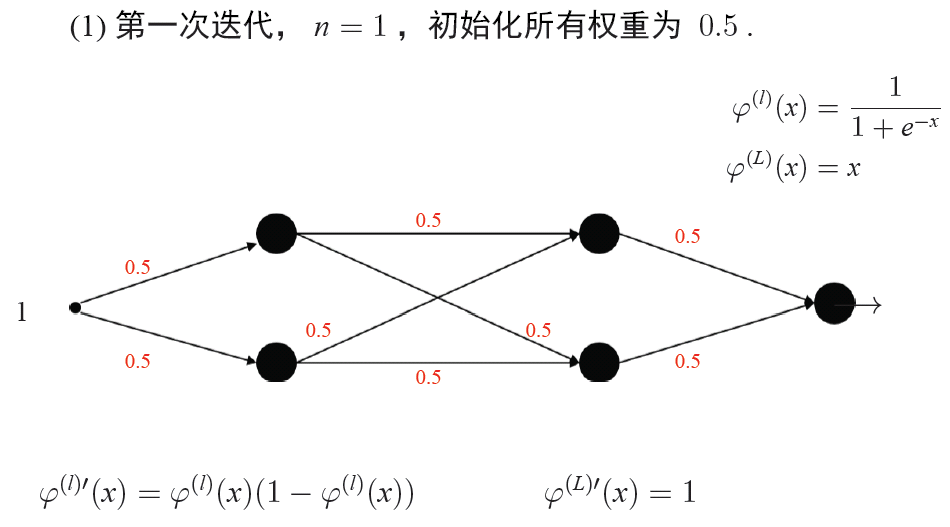 (1) 第一次迭代， n = 1 ，初始化所有权重为 0.5 .
φ^{(l)}(x) = \frac{1}{1 + e^{-x}}
φ^{(L)}(x) = x
0.5
0.5
0.5
1
0.5
0.5
0.5
0.5
0.5
φ^{(l)′}(x) = φ^{(l)}(x)(1 − φ^{(l)}(x))
φ^{(L)′}(x) = 1